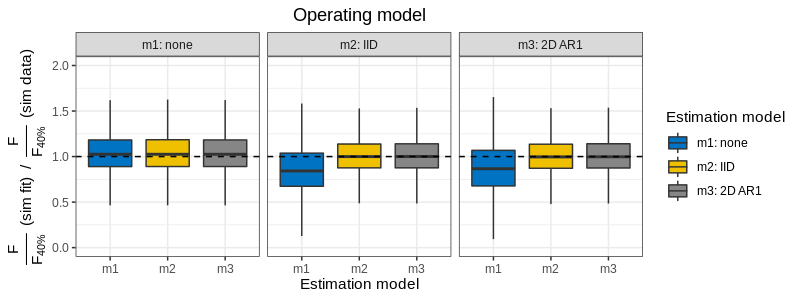 Operating model
m1: none
m2: IID
m3: 2D AR1
F
F40%
(sim fit) /
F
F40%
(sim data)
2.0
1.5
1.0
0.5
0.0
m1 m2 m3
m1 m2 m3
m1 m2 m3
Estimation model
Estimation model
m1: none
m2: IID
m3: 2D AR1